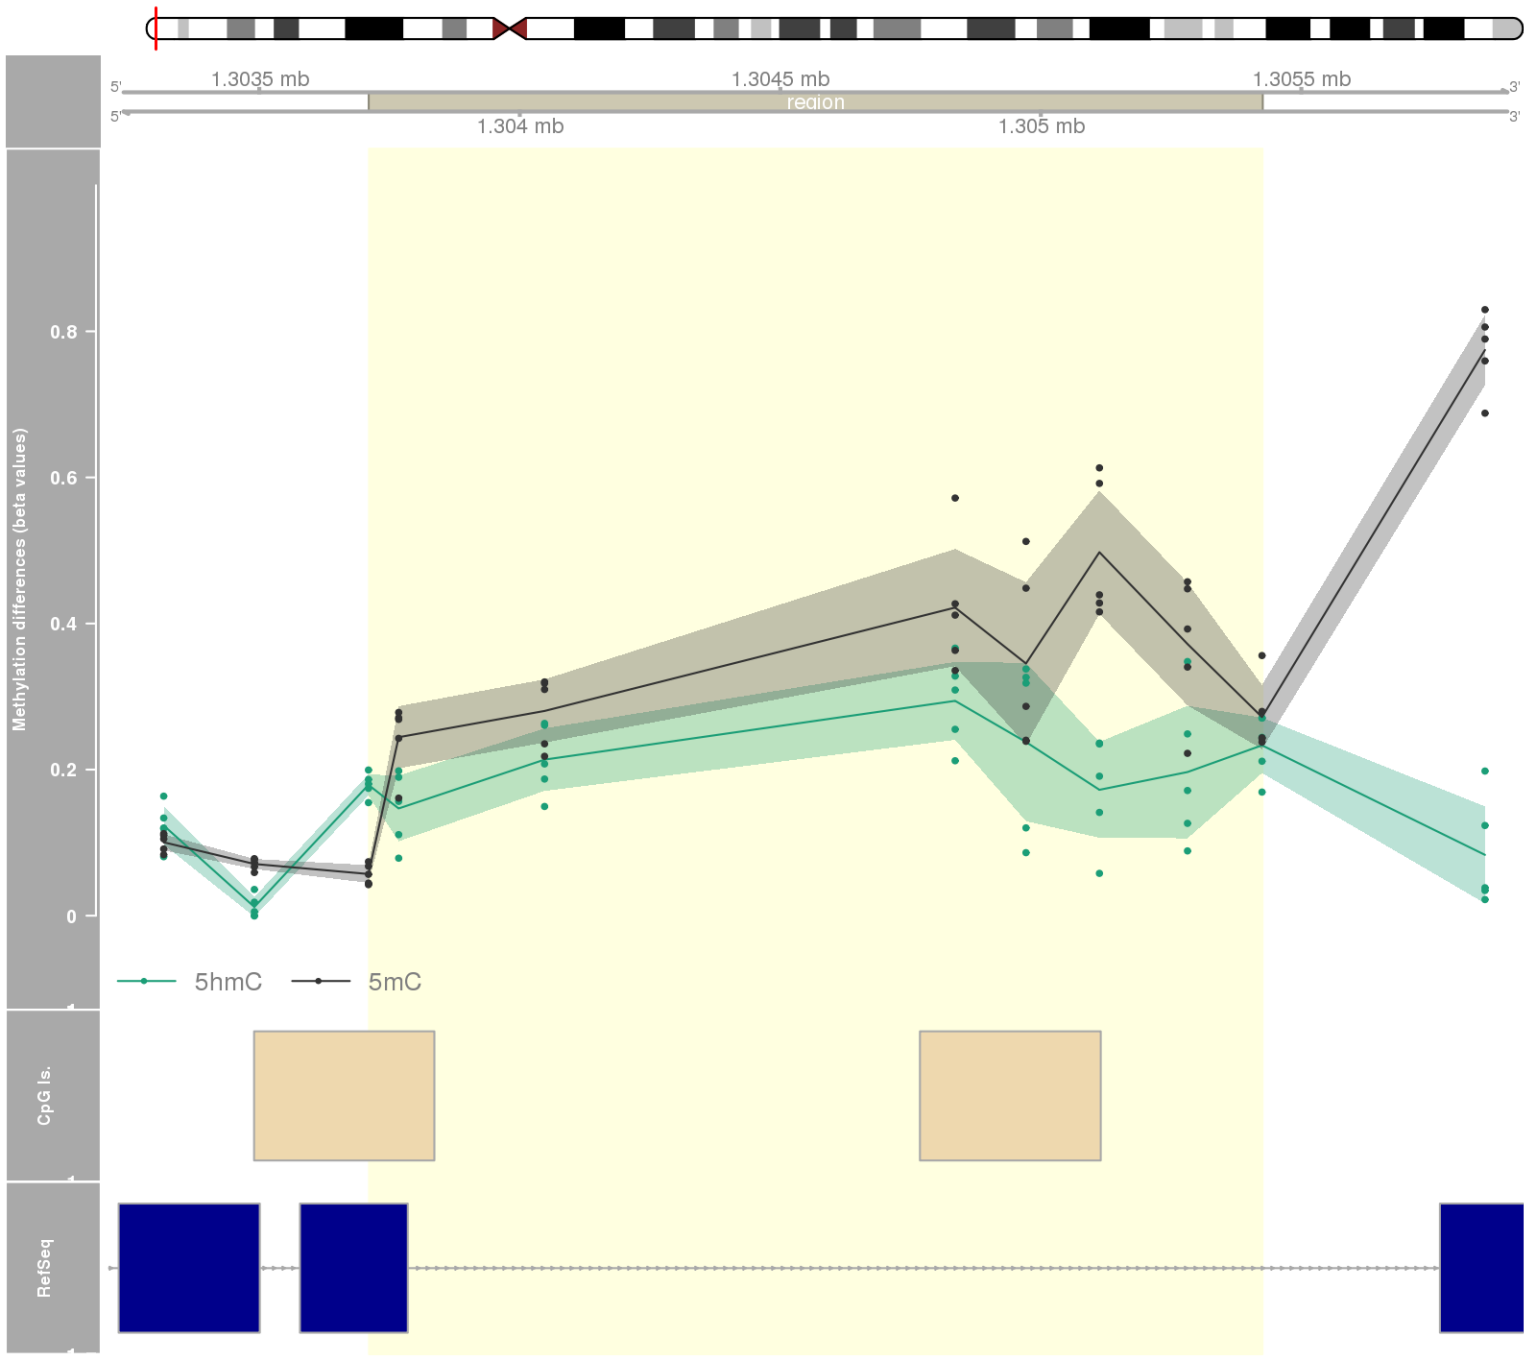 1.3035 mb 1.3045 mb 1.3055 mb
5' 3'
region
5' 3'
1.304 mb 1.305 mb
Methylation differences (beta values)
0.8
0.6
0.4
0.2
0
5hmC 5mC
CpG Is.
RefSeq